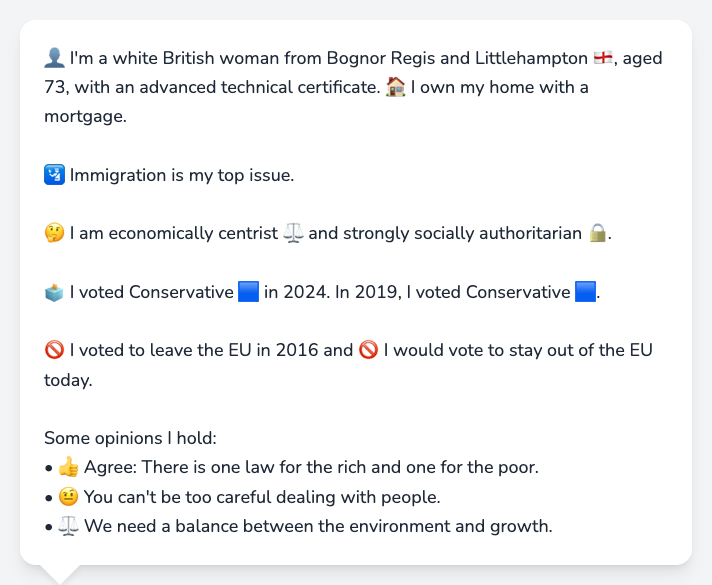 👤 I'm a white British woman from Bognor Regis and Littlehampton 🏴󠁧󠁢󠁥󠁮󠁧󠁿, aged
73, with an advanced technical certificate. 🏠 I own my home with a
mortgage.
🛂 Immigration is my top issue.
🤔 I am economically centrist ⚖️ and strongly socially authoritarian 🔒.
🗳️ I voted Conservative 🟦 in 2024. In 2019, I voted Conservative 🟦.
🚫 I voted to leave the EU in 2016 and 🚫 I would vote to stay out of the EU
today.
Some opinions I hold:
• 👍 Agree: There is one law for the rich and one for the poor.
• 🤨 You can't be too careful dealing with people.
• ⚖️ We need a balance between the environment and growth.